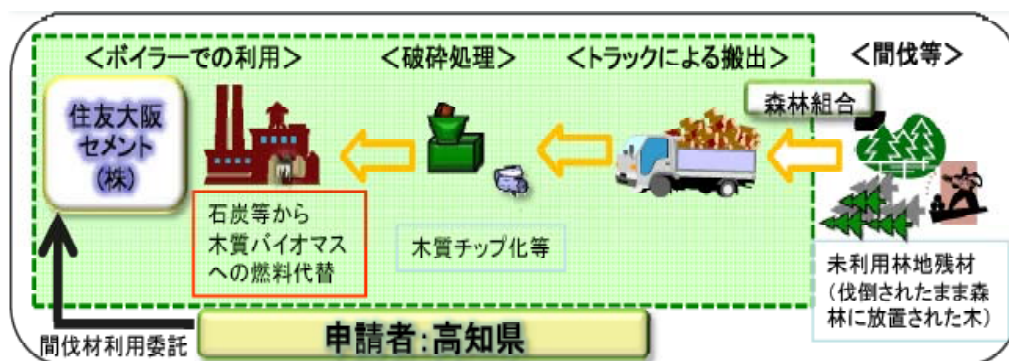 ＜ボイラーでの利用＞
＜破砕処理＞
＜トラックによる搬出＞
＜間伐等＞
住友大阪
セメント
(株)
森林組合
石炭等から
木質バイオマス
への燃料代替
木質チップ化等
未利用林地残材
（伐倒されたまま森
林に放置された木）
間伐材利用委託
申請者：高知県